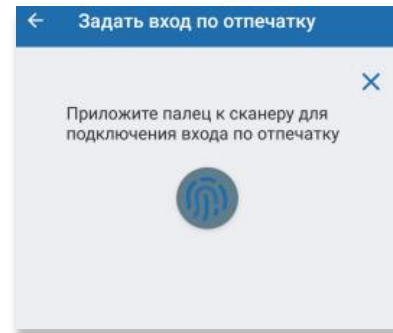 Задать вход по отпечатку
Приложите палец к сканеру для
подключения входа по отпечатку